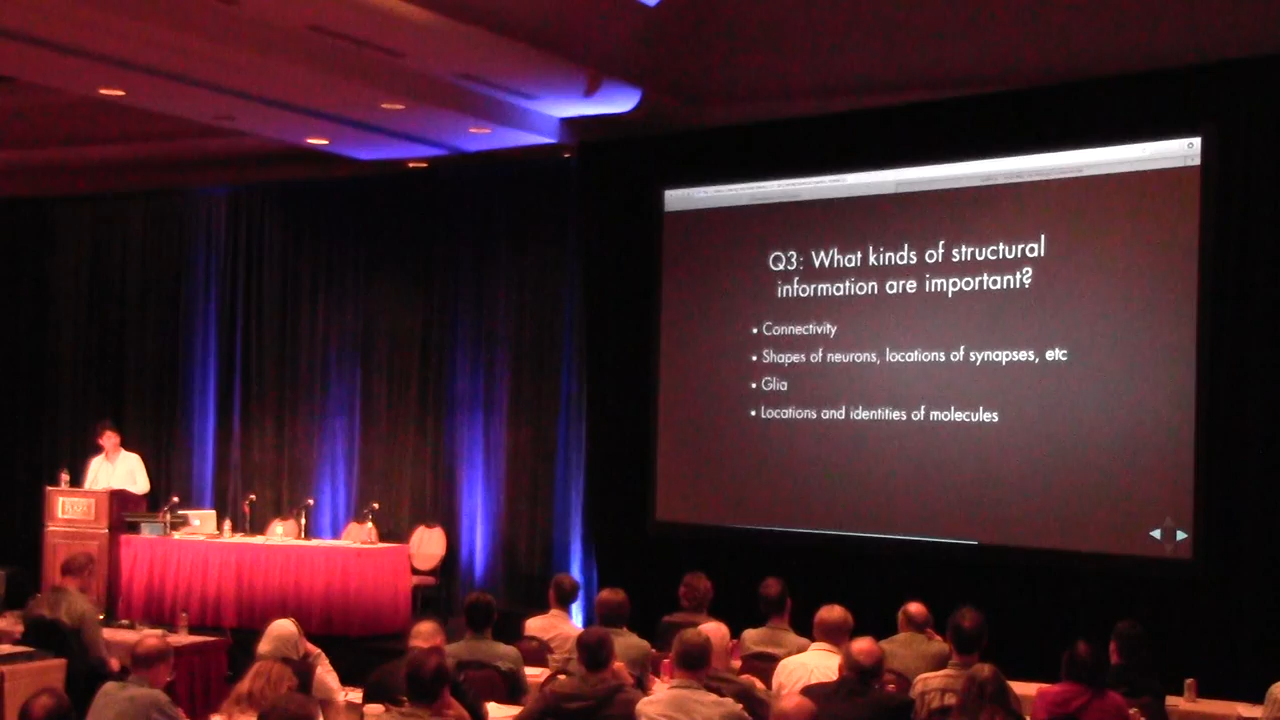 Q3: What kinds of structural
information are important?
• Connectivity
• Shapes of neurons, locations of synapses, etc
• Glia
• Locations and identities of molecules